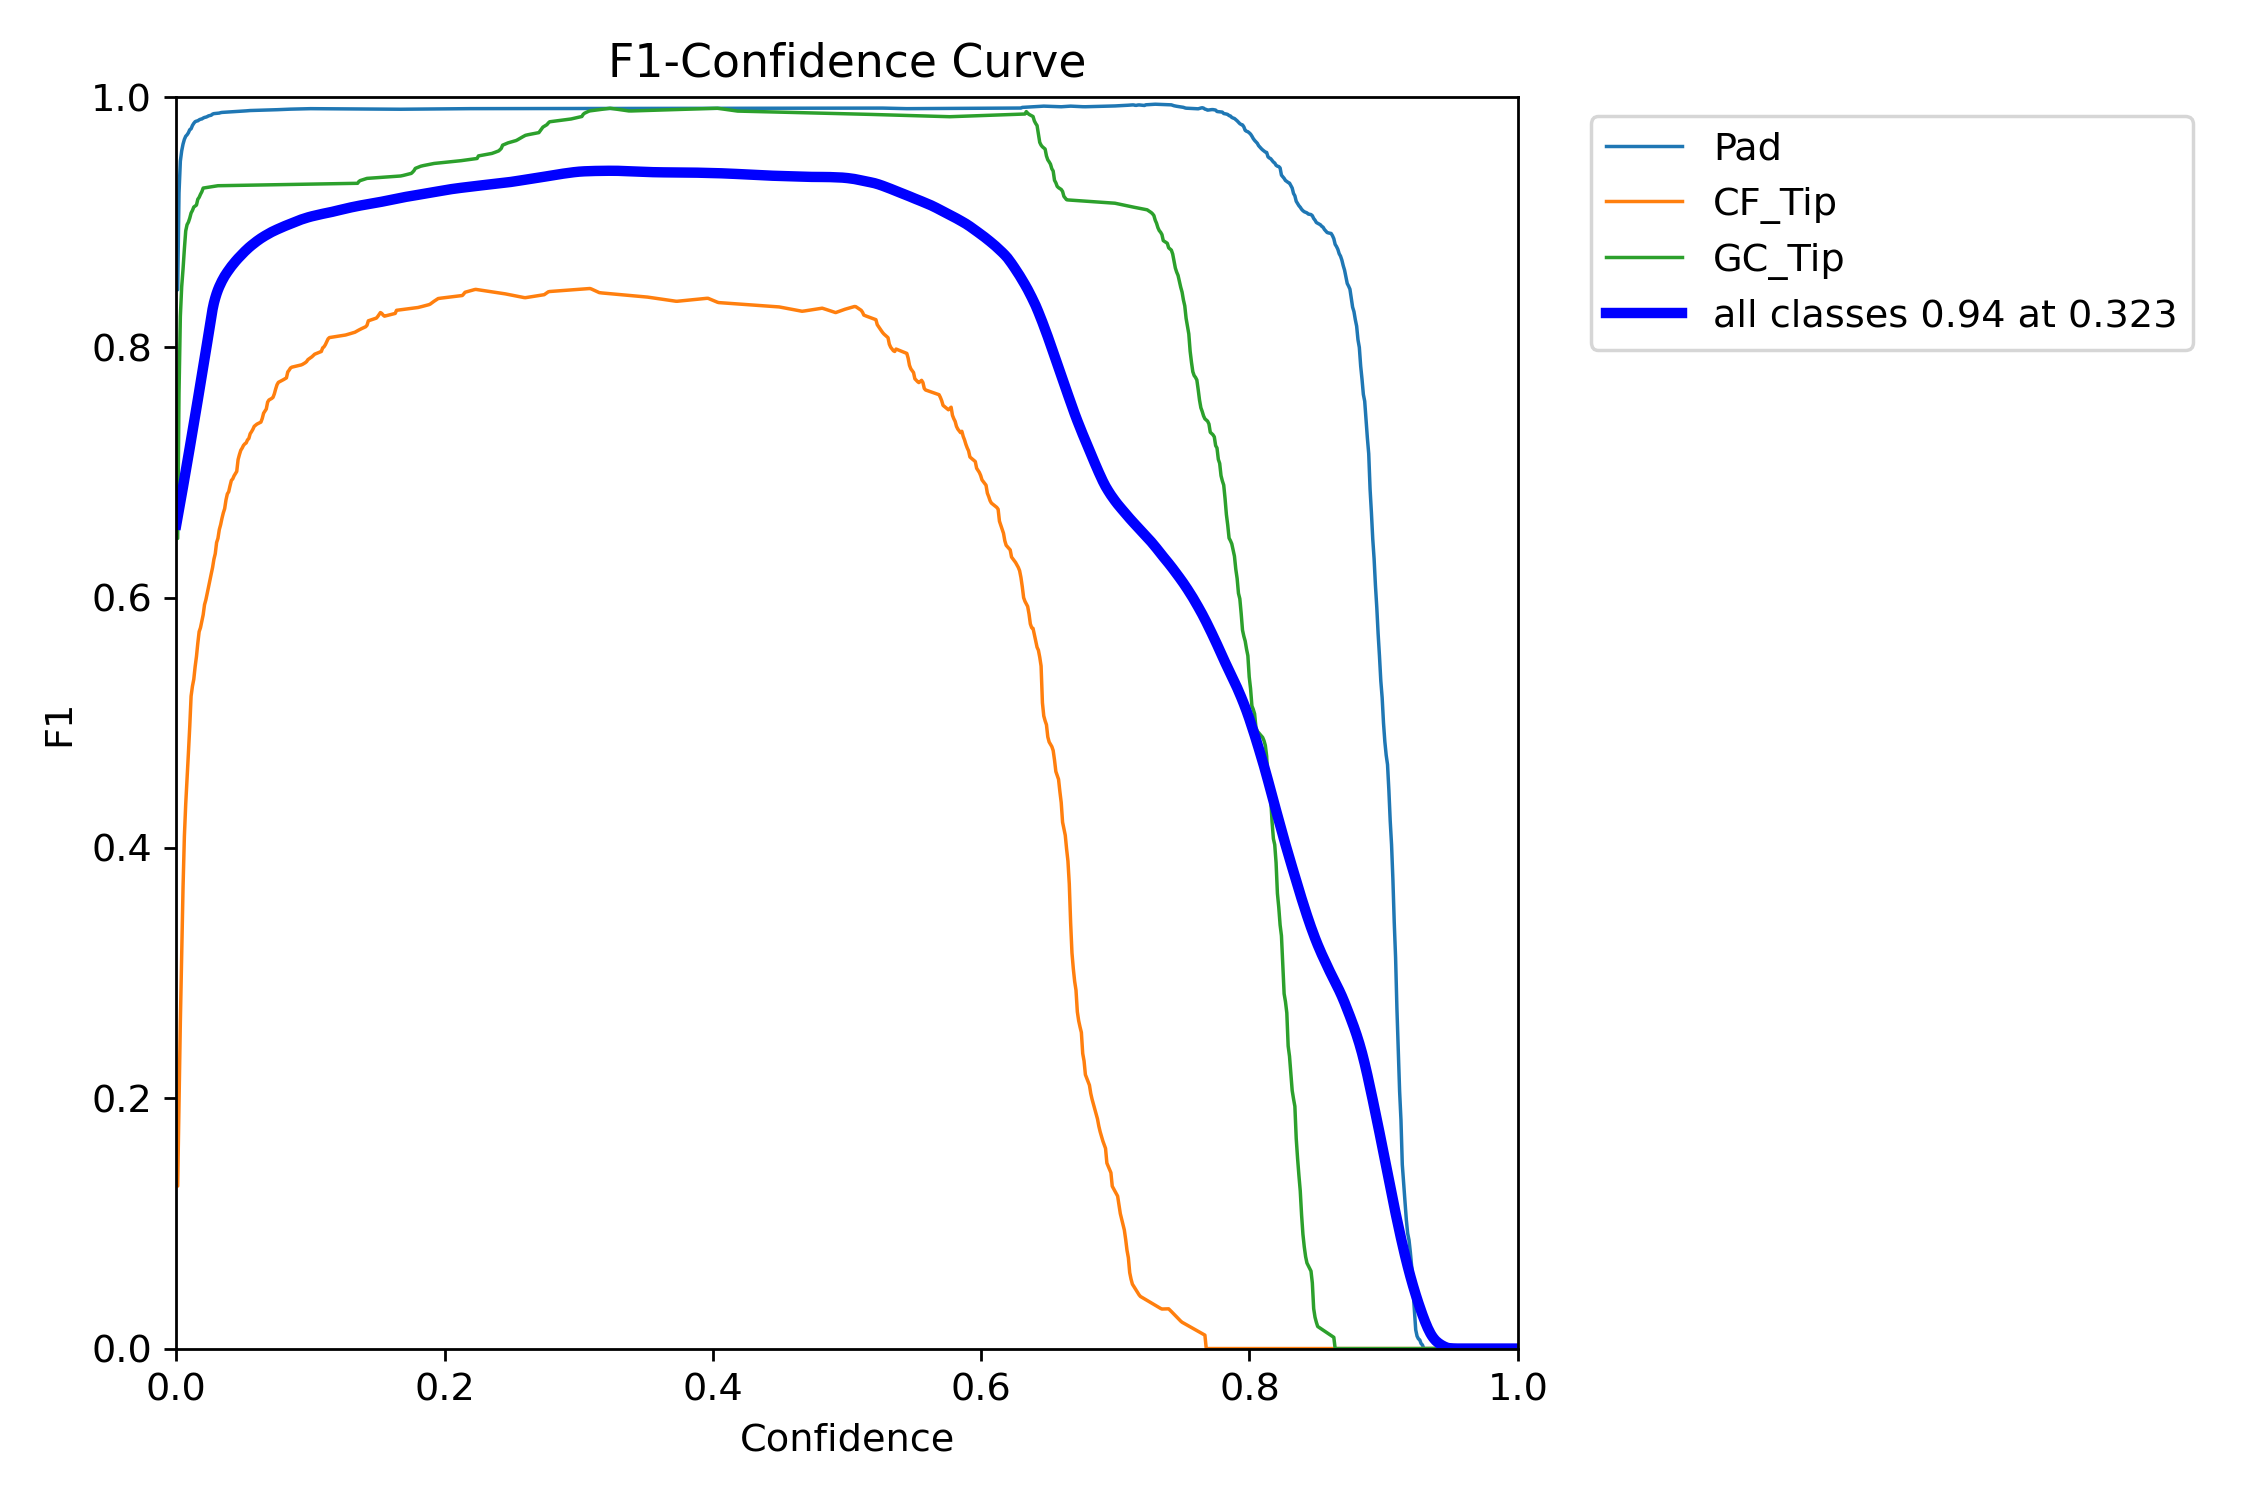 F1-Confidence Curve
1.0
0.8
0.6
0.4
0.2
0.0
F1
0.0 0.2 0.4 0.6 0.8 1.0
Confidence
Pad
CF_Tip
GC_Tip
all classes 0.94 at 0.323